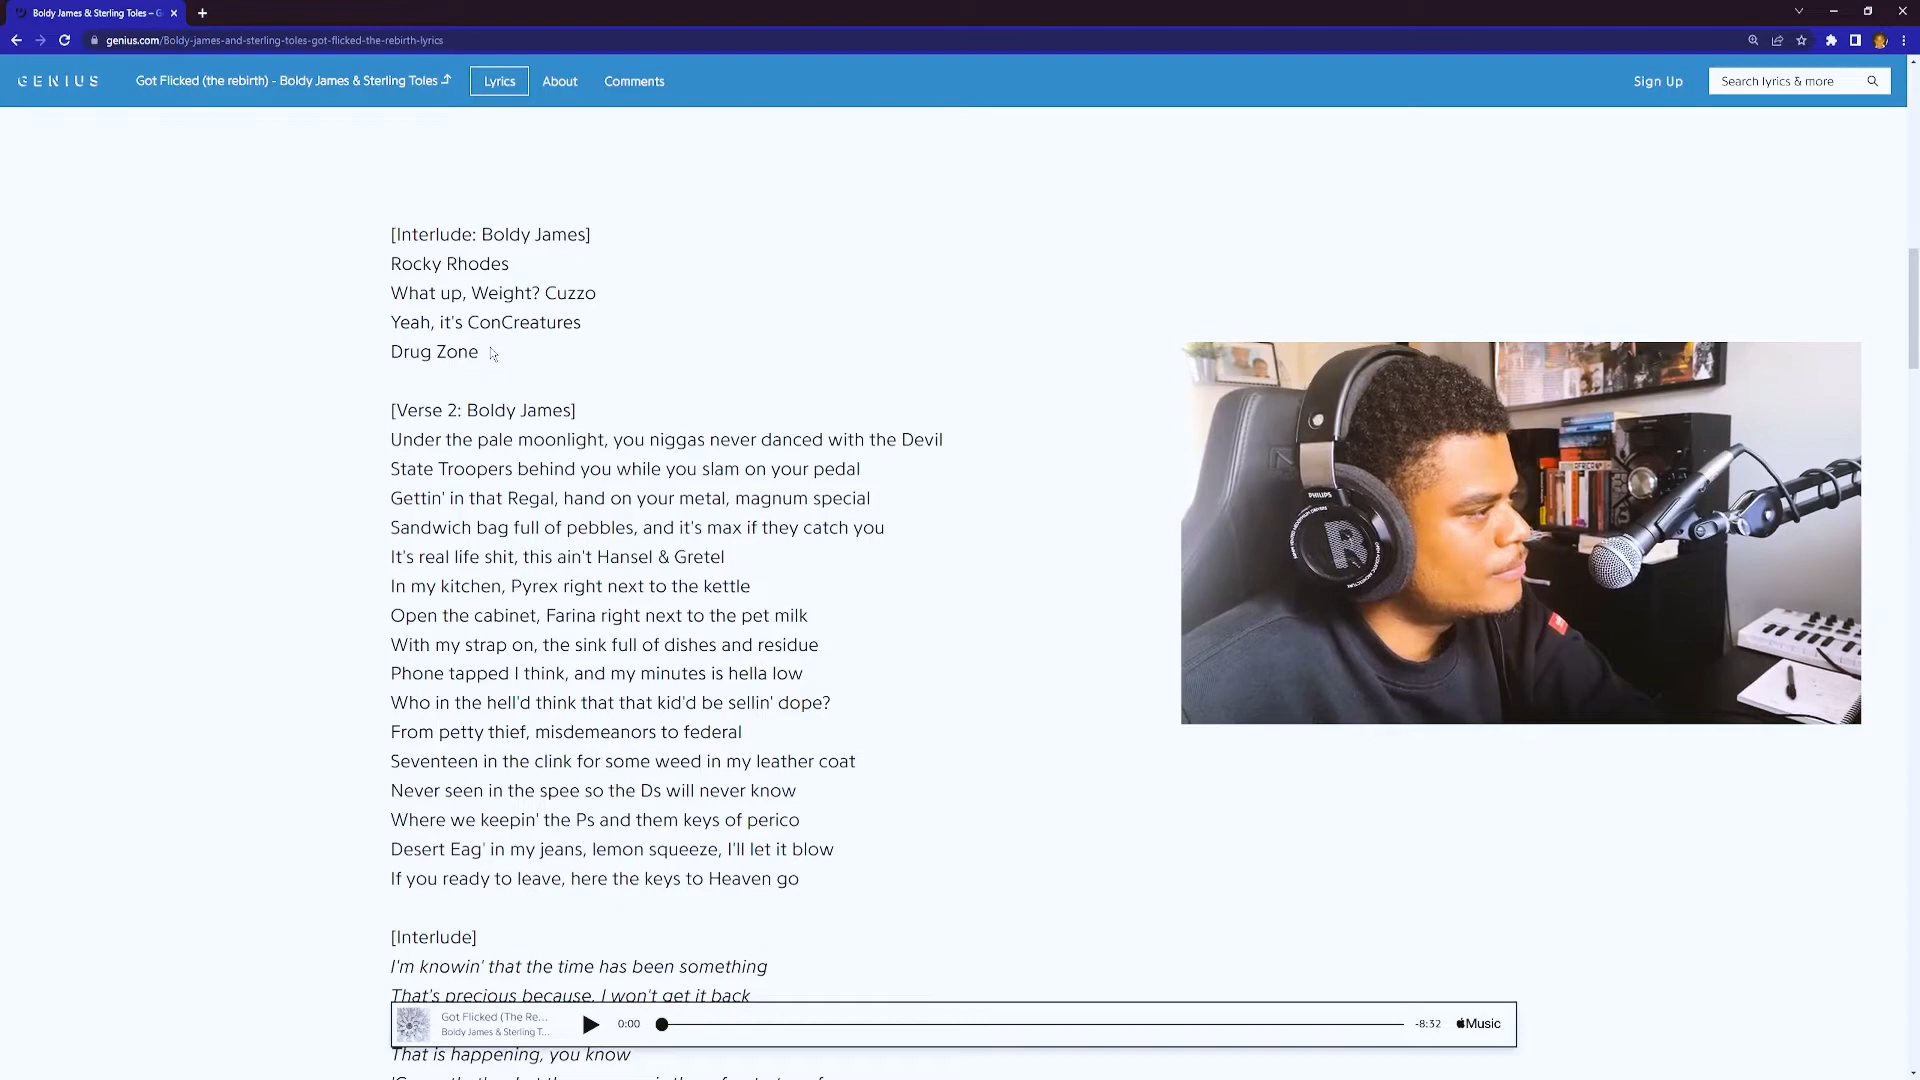 Boldy James & Sterling Toles – G
genius.com/Boldy-james-and-sterling-toles-got-flicked-the-rebirth-lyrics
GENIUS
Got Flicked (the rebirth) - Boldy James & Sterling Toles
Lyrics
About
Comments
Sign Up
Search lyrics & more
[Interlude: Boldy James]
Rocky Rhodes
What up, Weight? Cuzzo
Yeah, it's ConCreatures
Drug Zone
[Verse 2: Boldy James]
Under the pale moonlight, you niggas never danced with the Devil
State Troopers behind you while you slam on your pedal
Gettin' in that Regal, hand on your metal, magnum special
Sandwich bag full of pebbles, and it's max if they catch you
It's real life shit, this ain't Hansel & Gretel
In my kitchen, Pyrex right next to the kettle
Open the cabinet, Farina right next to the pet milk
With my strap on, the sink full of dishes and residue
Phone tapped I think, and my minutes is hella low
Who in the hell'd think that that kid'd be sellin' dope?
From petty thief, misdemeanors to federal
Seventeen in the clink for some weed in my leather coat
Never seen in the spee so the Ds will never know
Where we keepin' the Ps and them keys of perico
Desert Eag' in my jeans, lemon squeeze, I'll let it blow
If you ready to leave, here the keys to Heaven go
[Interlude]
I'm knowin' that the time has been something
That's precious because, I won't get it back
Got Flicked (The Re...
Boldy James & Sterling T...
0:00
-8:32
Music
That is happening, you know
PHILIPS
AFRICA